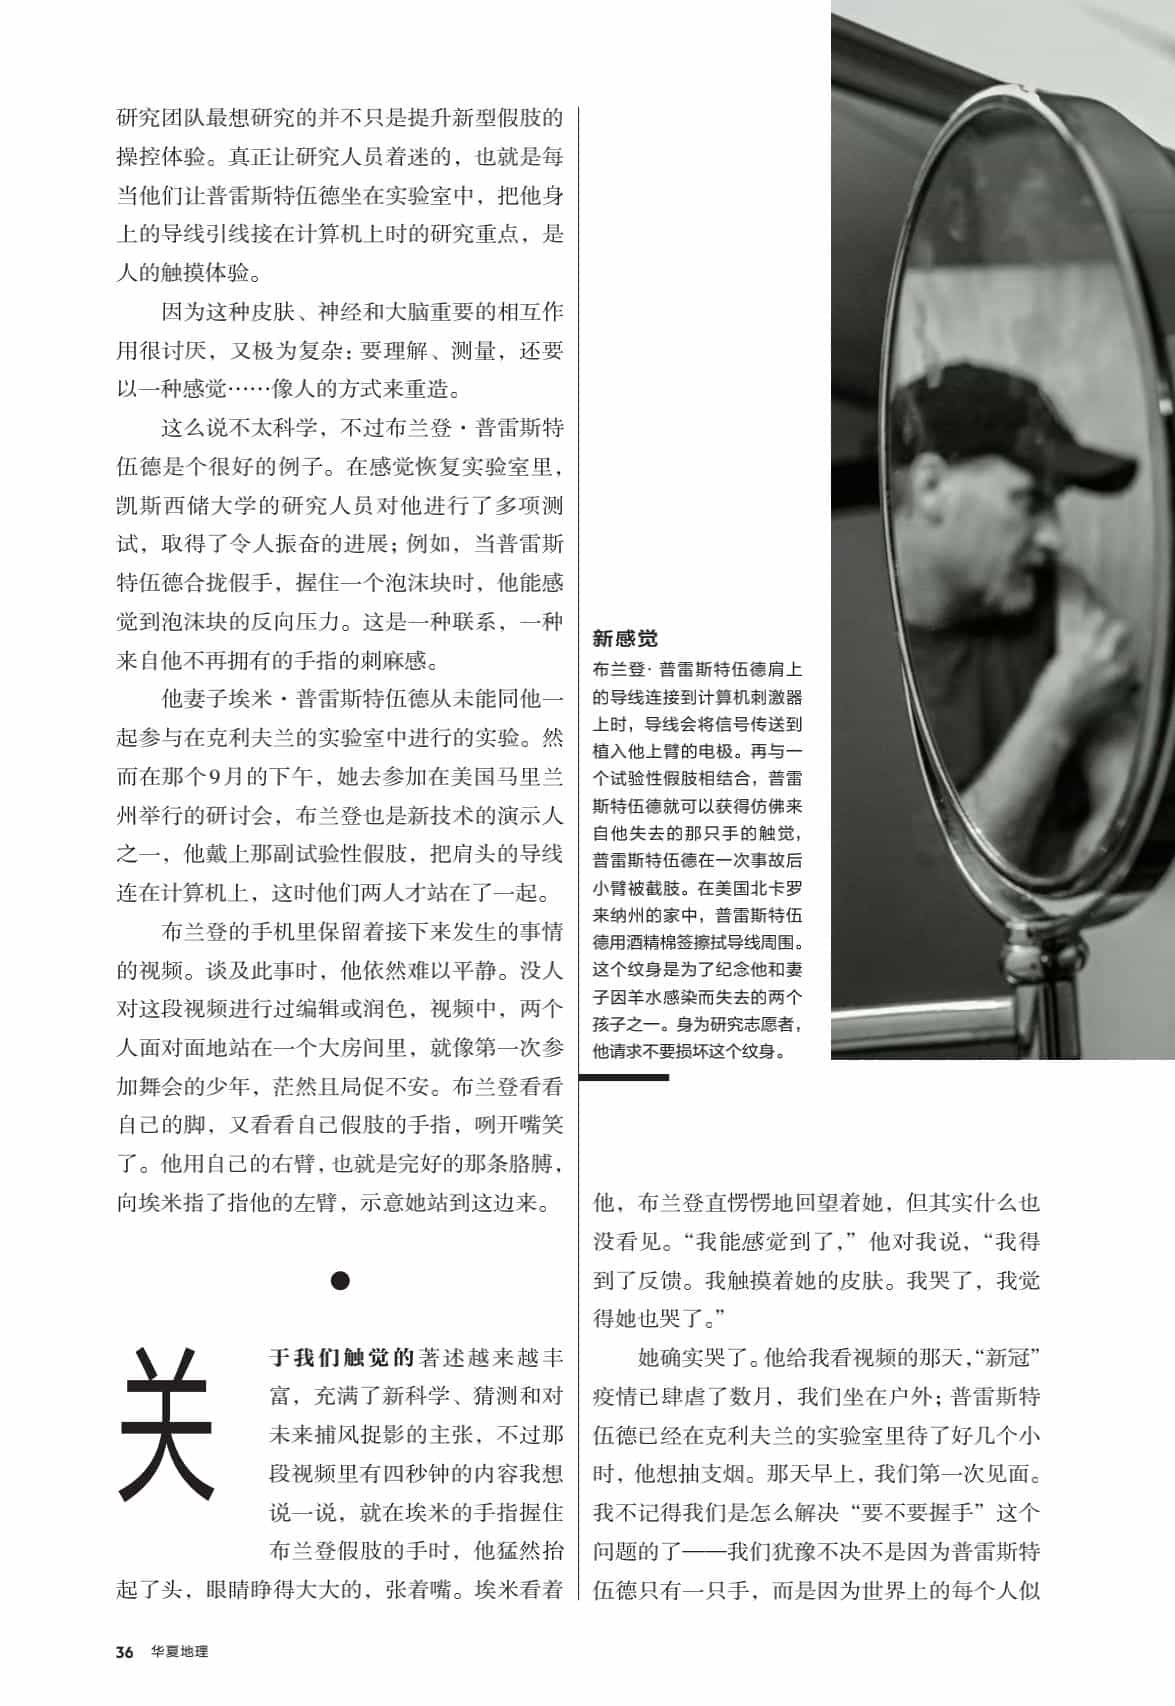 研究团队最想研究的并不只是提升新型假肢的
操控体验。真正让研究人员着迷的，也就是每
当他们让普雷斯特伍德坐在实验室中，把他身
上的导线引线接在计算机上时的研究重点，是
人的触摸体验。
因为这种皮肤、神经和大脑重要的相互作
用很讨厌，又极为复杂：要理解、测量，还要
以一种感觉……像人的方式来重造。
这么说不太科学，不过布兰登·普雷斯特
伍德是个很好的例子。在感觉恢复实验室里，
凯斯西储大学的研究人员对他进行了多项测
试，取得了令人振奋的进展；例如，当普雷斯
特伍德合拢假手，握住一个泡沫块时，他能感
觉到泡沫块的反向压力。这是一种联系，一种
来自他不再拥有的手指的刺麻感。
他妻子埃米·普雷斯特伍德从未能同他一
起参与在克利夫兰的实验室中进行的实验。然
而在那个9月的下午，她去参加在美国马里兰
州举行的研讨会，布兰登也是新技术的演示人
之一，他戴上那副试验性假肢，把肩头的导线
连在计算机上，这时他们两人才站在了一起。
布兰登的手机里保留着接下来发生的事情
的视频。谈及此事时，他依然难以平静。没人
对这段视频进行过编辑或润色，视频中，两个
人面对面地站在一个大房间里，就像第一次参
加舞会的少年，茫然且局促不安。布兰登看看
自己的脚，又看看自己假肢的手指，咧开嘴笑
了。他用自己的右臂，也就是完好的那条胳膊，
向埃米指了指他的左臂，示意她站到这边来。
关
于我们触觉的著述越来越丰
富，充满了新科学、猜测和对
未来捕风捉影的主张，不过那
段视频里有四秒钟的内容我想
说一说，就在埃米的手指握住
布兰登假肢的手时，他猛然抬
起了头，眼睛睁得大大的，张着嘴。埃米看着
新感觉
布兰登·普雷斯特伍德肩上
的导线连接到计算机刺激器
上时，导线会将信号传送到
植入他上臂的电极。再与一
个试验性假肢相结合，普雷
斯特伍德就可以获得仿佛来
自他失去的那只手的触觉，
普雷斯特伍德在一次事故后
小臂被截肢。在美国北卡罗
来纳州的家中，普雷斯特伍
德用酒精棉签擦拭导线周围。
这个纹身是为了纪念他和妻
子因羊水感染而失去的两个
孩子之一。身为研究志愿者，
他请求不要损坏这个纹身。
他，布兰登直愣愣地回望着她，但其实什么也
没看见。“我能感觉到了，”他对我说，“我得
到了反馈。我触摸着她的皮肤。我哭了，我觉
得她也哭了。”
她确实哭了。他给我看视频的那天，“新冠”
疫情已肆虐了数月，我们坐在户外；普雷斯特
伍德已经在克利夫兰的实验室里待了好几个小
时，他想抽支烟。那天早上，我们第一次见面。
我不记得我们是怎么解决“要不要握手”这个
问题的了——我们犹豫不决不是因为普雷斯特
伍德只有一只手，而是因为世界上的每个人似
36 华夏地理